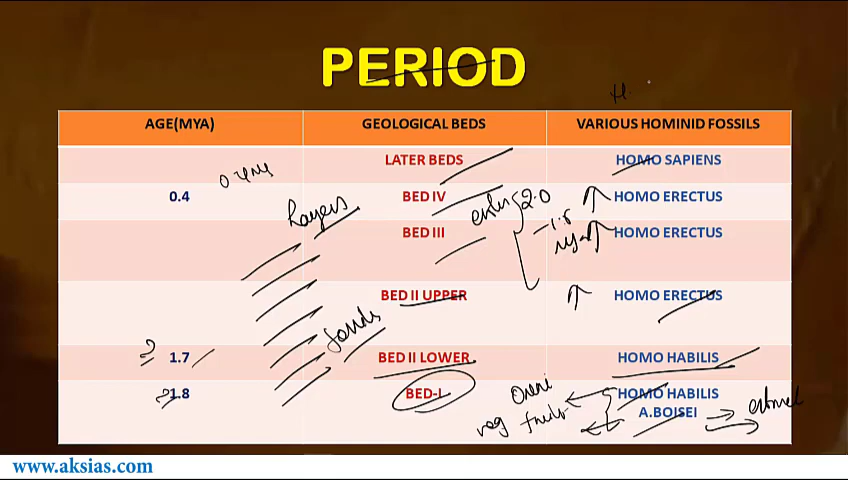 PERIOD
AGE(MYA) GEOLOGICAL BEDS VARIOUS HOMINID FOSSILS
LATER BEDS HOMO SAPIENS
0.4 BED IV HOMO ERECTUS
BED III HOMO ERECTUS
BED II UPPER HOMO ERECTUS
1.7 BED II LOWER HOMO HABILIS
1.8 BED-I HOMO HABILIS
A.BOISEI
H.
Layers
2.0
Omni
veg
www.aksias.com